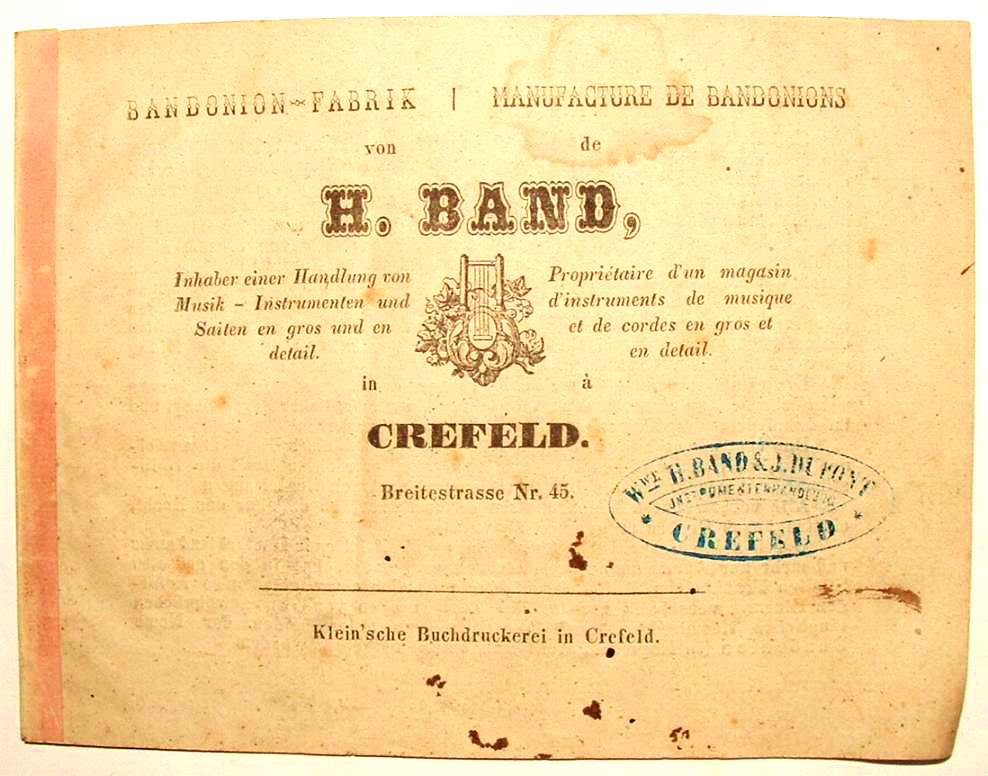 BANDONION-FABRIK | MANUFACTURE DE BANDONIONS
von de
H. BAND,
Inhaber einer Handlung von
Musik - Instrumenten und
Saiten en gros und en
detail.
Propriétaire d'un magasin
d'instruments de musique
et de cordes en gros et
en detail.
in à
CREFELD.
Breitestrasse Nr. 45.
WWE H. BAND & J. DUPONT
INSTRUMENTENHANDLUNG
* CREFELD *
Klein'sche Buchdruckerei in Crefeld.